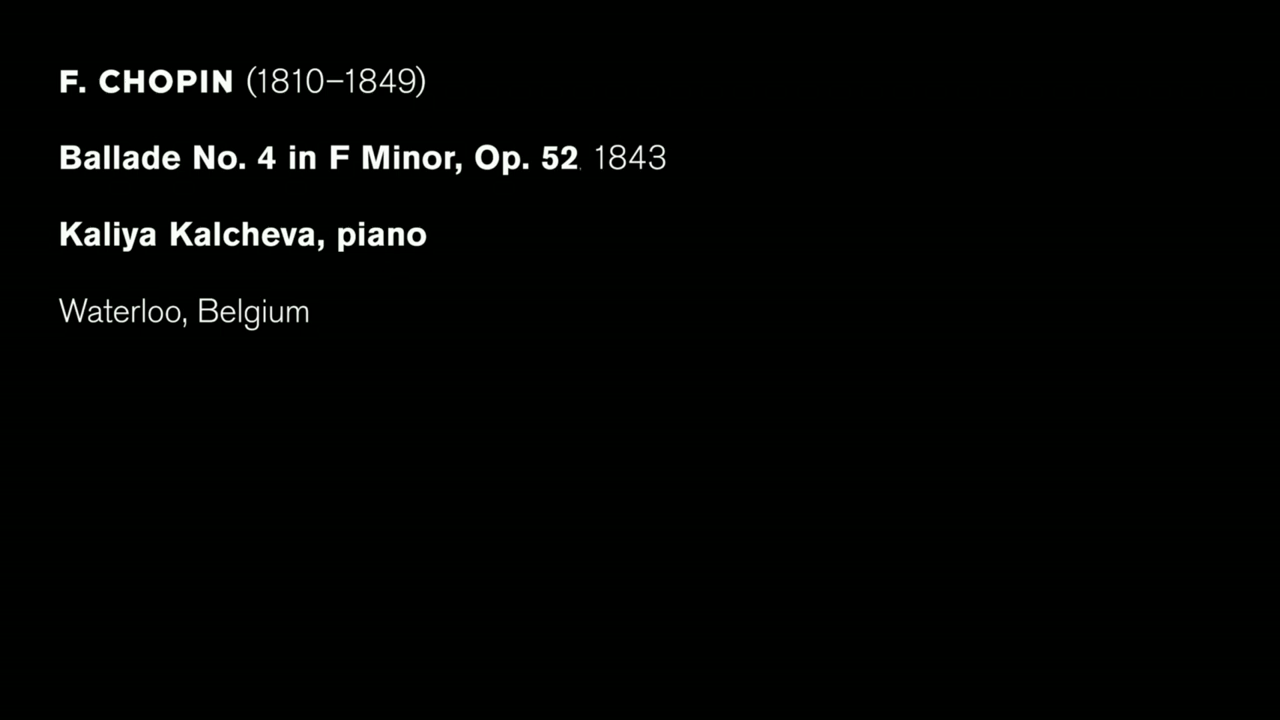 F. CHOPIN (1810–1849)
Ballade No. 4 in F Minor, Op. 52, 1843
Kaliya Kalcheva, piano
Waterloo, Belgium